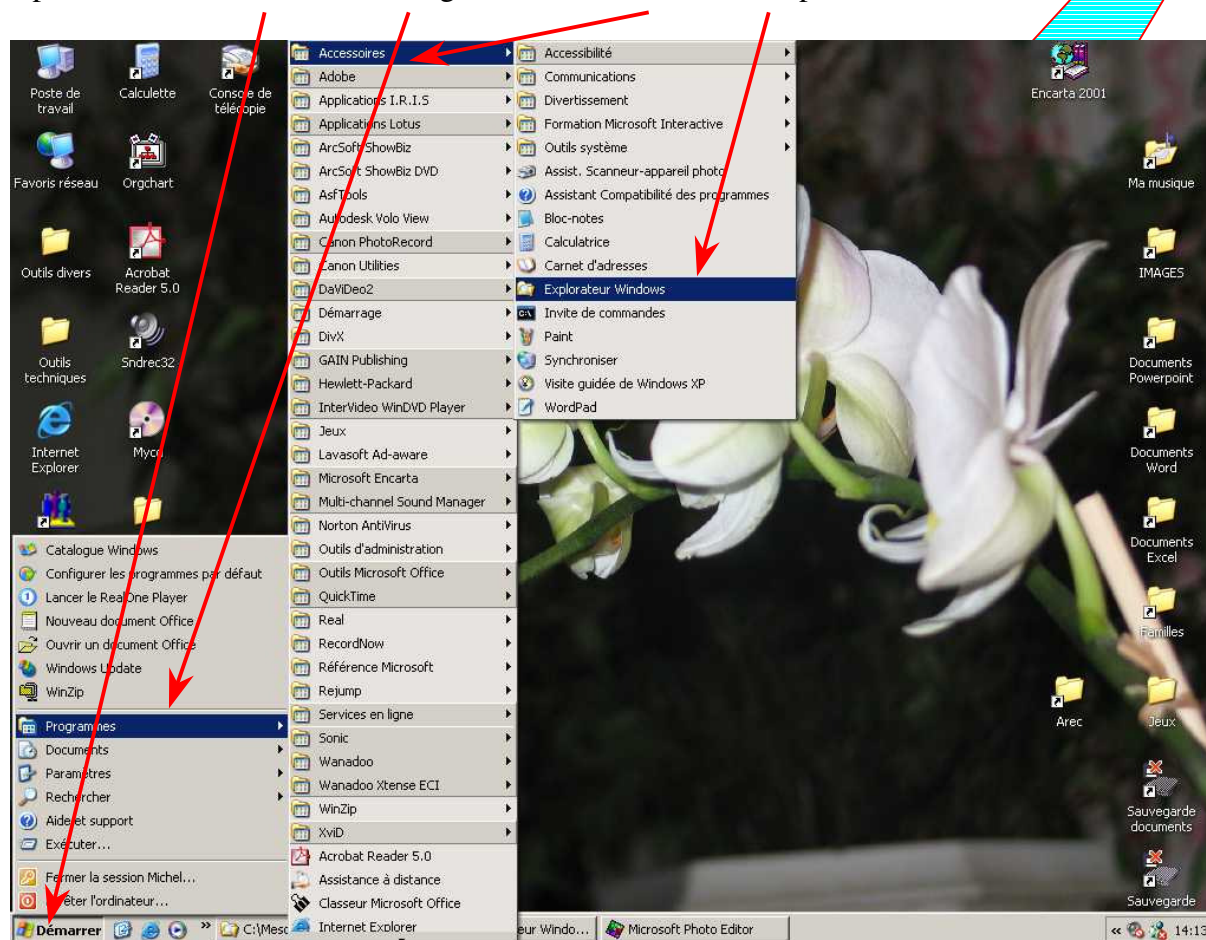 Poste de travail
Calculette
Console de télécopie
Favoris réseau
Orgchart
Outils divers
Acrobat Reader 5.0
Outils techniques
Sndrec32
Internet Explorer
Catalogue Windows
Configurer les programmes par défaut
Lancer le RealOne Player
Nouveau document Office
Ouvrir un document Office
Windows Update
WinZip
Programmes
Documents
Paramètres
Rechercher
Aide et support
Exécuter...
Fermer la session Michel...
Arrêter l'ordinateur...
Accessoires
Adobe
Applications I.R.I.S
Applications Lotus
ArcSoft ShowBiz
ArcSoft ShowBiz DVD
AsfTools
Autodesk Volo View
Canon PhotoRecord
Canon Utilities
DaViDeo2
Démarrage
DivX
GAIN Publishing
Hewlett-Packard
InterVideo WinDVD Player
Jeux
Lavasoft Ad-aware
Microsoft Encarta
Multi-channel Sound Manager
Norton AntiVirus
Outils d'administration
Outils Microsoft Office
QuickTime
Real
RecordNow
Référence Microsoft
Rejump
Services en ligne
Sonic
Wanadoo
Wanadoo Xtense ECI
WinZip
XviD
Acrobat Reader 5.0
Assistance à distance
Classeur Microsoft Office
Internet Explorer
Accessibilité
Communications
Divertissement
Formation Microsoft Interactive
Outils système
Assist. Scanneur-appareil photo
Assistant Compatibilité des programmes
Bloc-notes
Calculatrice
Carnet d'adresses
Explorateur Windows
Invite de commandes
Paint
Synchroniser
Visite guidée de Windows XP
WordPad
Encarta 2001
Ma musique
IMAGES
Documents Powerpoint
Documents Word
Documents Excel
Familles
Arec
Jeux
Sauvegarde documents
Sauvegarde
Démarrer
» C:\Mesc
eur Windo...
Microsoft Photo Editor
« 14:13